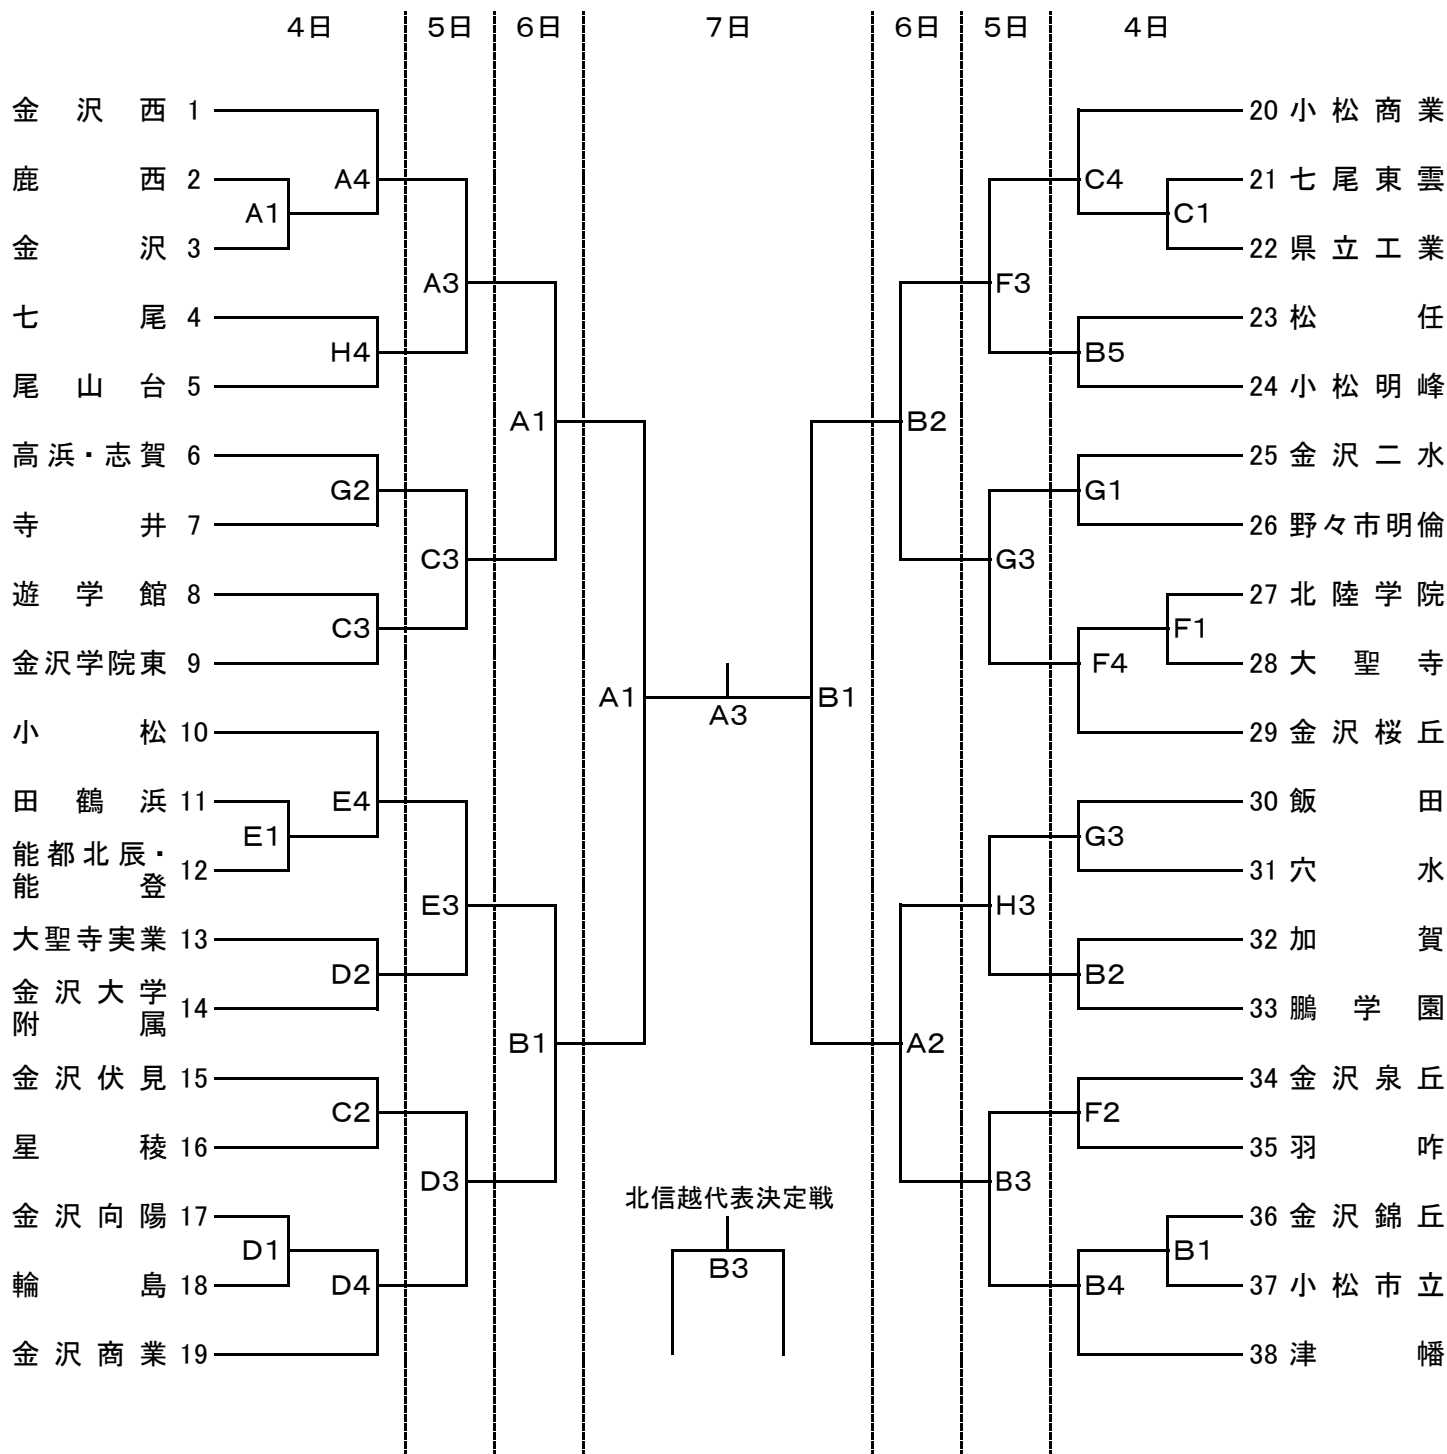 4日 5日 6日 7日 6日 5日 4日
金沢西 1
鹿西 2
金沢 3
七尾 4
尾山台 5
高浜・志賀 6
寺井 7
遊学館 8
金沢学院東 9
小松 10
田鶴浜 11
能都北辰・
能登 12
大聖寺実業 13
金沢大学
附属 14
金沢伏見 15
星稜 16
金沢向陽 17
輪島 18
金沢商業 19
A1
A4
H4
G2
C3
E1
E4
D2
C2
D1
D4
A3
C3
E3
D3
A1
B1
A1
A3
B1
北信越代表決定戦
B3
B2
A2
F3
G3
H3
B3
C4
C1
B5
G1
F1
F4
G3
B2
F2
B1
B4
20 小松商業
21 七尾東雲
22 県立工業
23 松任
24 小松明峰
25 金沢二水
26 野々市明倫
27 北陸学院
28 大聖寺
29 金沢桜丘
30 飯田
31 穴水
32 加賀
33 鵬学園
34 金沢泉丘
35 羽咋
36 金沢錦丘
37 小松市立
38 津幡